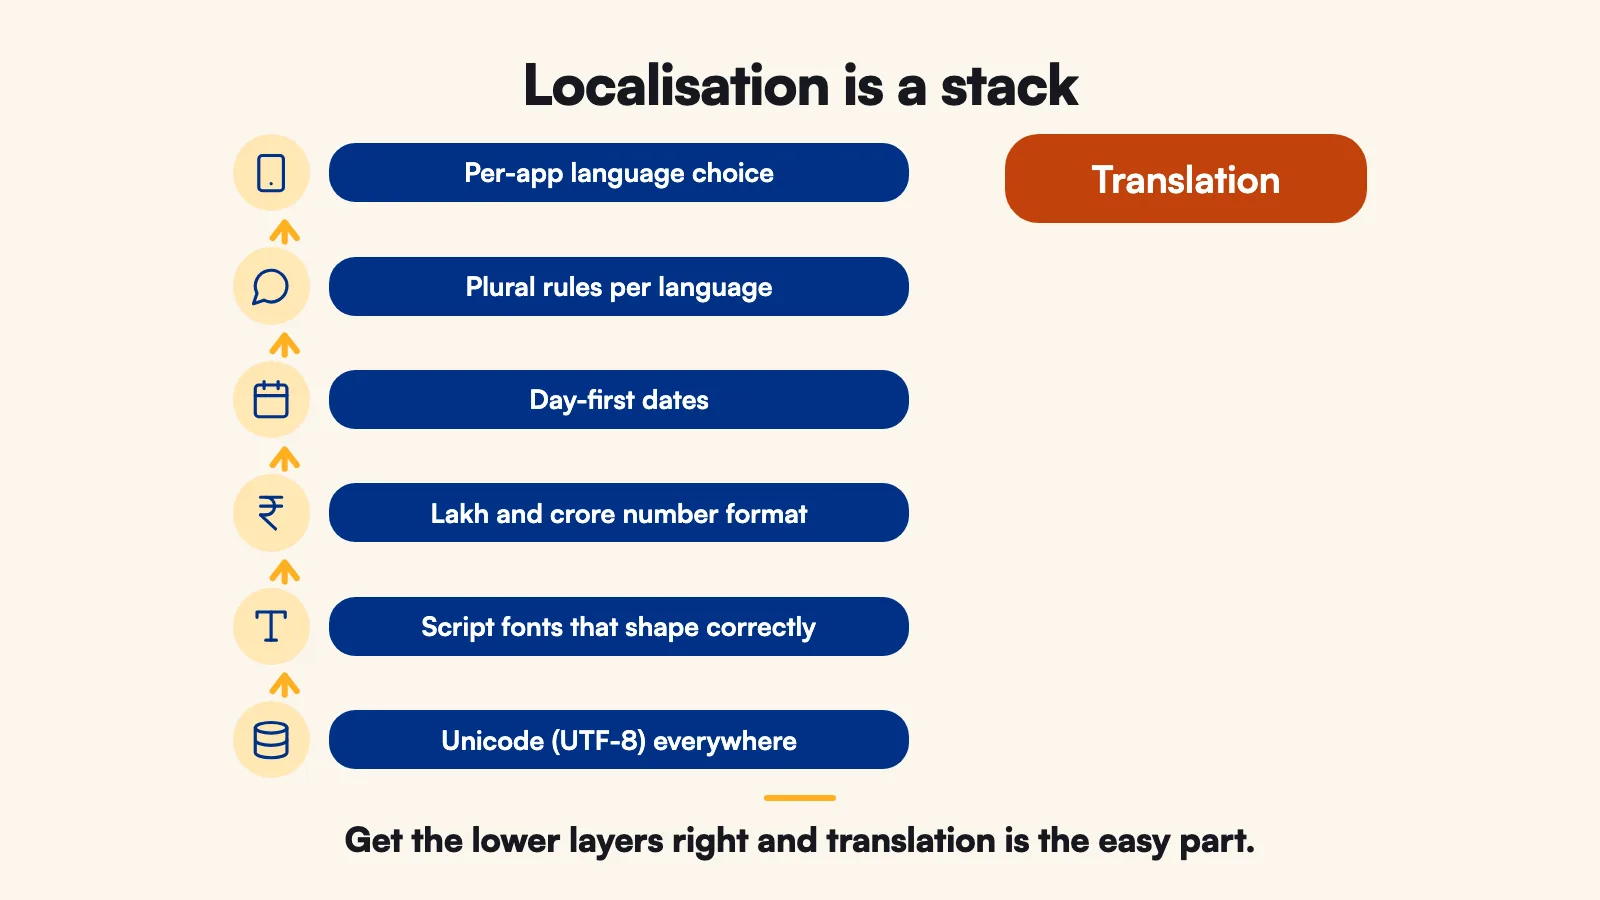 Localisation is a stack
Per-app language choice
Translation
Plural rules per language
Day-first dates
Lakh and crore number format
Script fonts that shape correctly
Unicode (UTF-8) everywhere
Get the lower layers right and translation is the easy part.